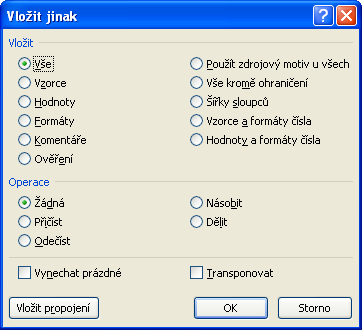 Vložit jinak
Vložit
Vše
Vzorce
Hodnoty
Formáty
Komentáře
Ověření
Použít zdrojový motiv u všech
Vše kromě ohraničení
Šířky sloupců
Vzorce a formáty čísla
Hodnoty a formáty čísla
Operace
Žádná
Přičíst
Odečíst
Násobit
Dělit
Vynechat prázdné
Transponovat
Vložit propojení
OK
Storno